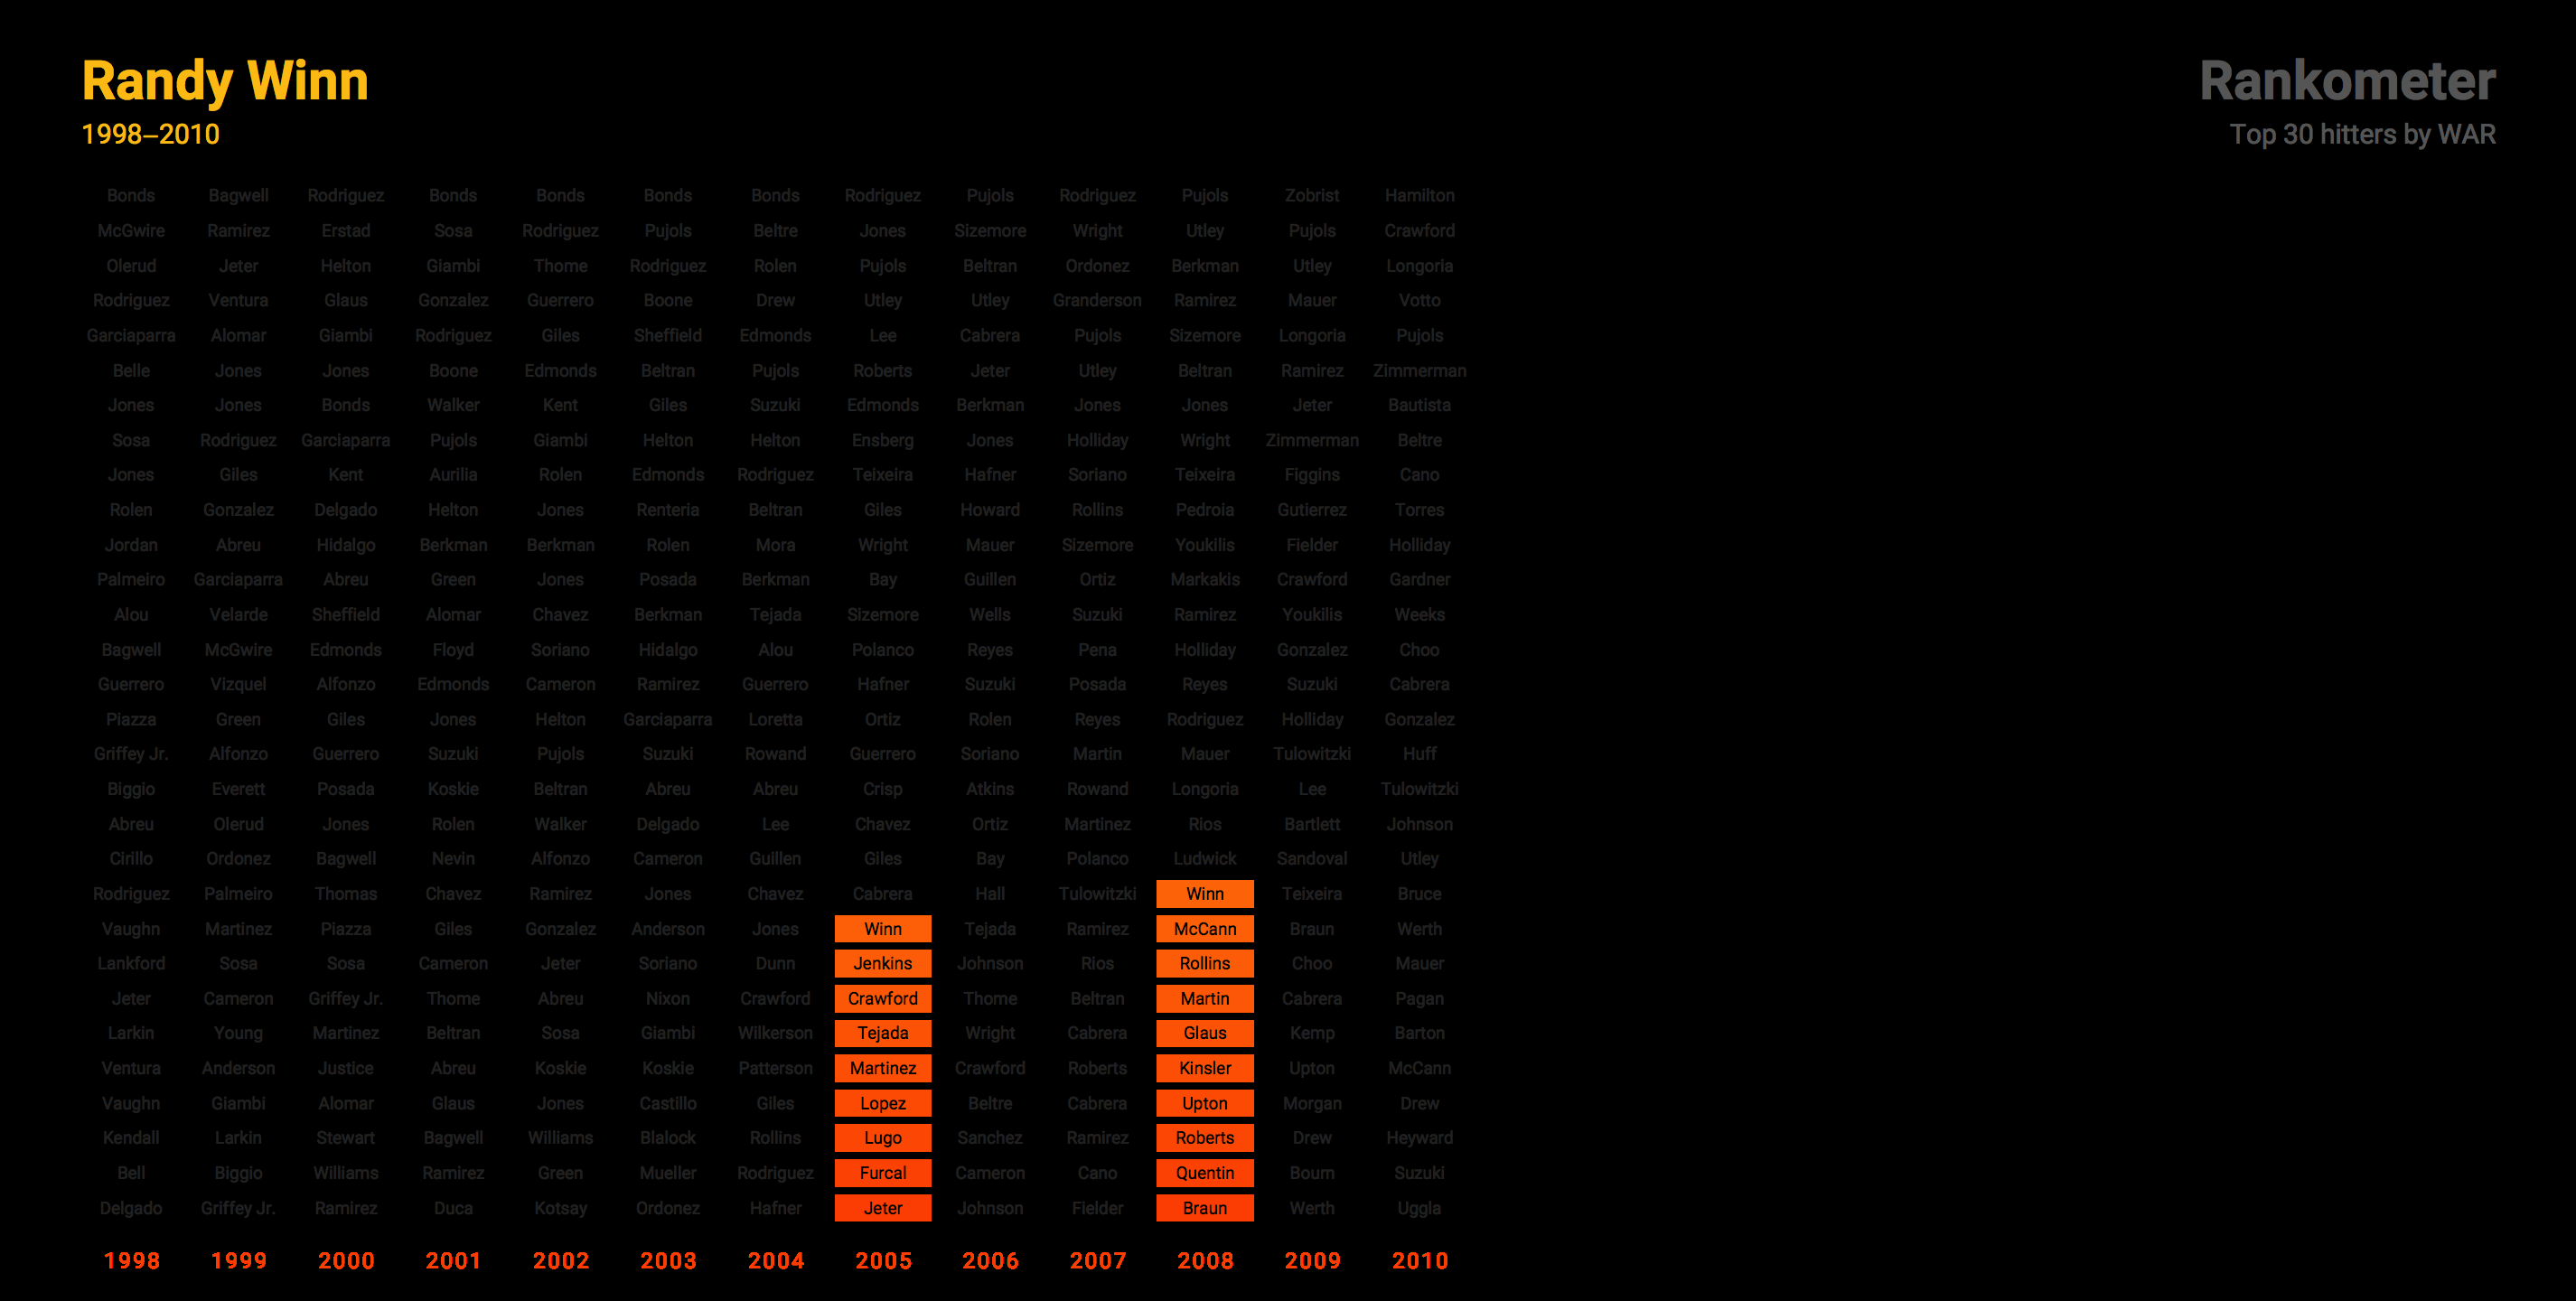 Randy Winn
1998–2010
Rankometer
Top 30 hitters by WAR
Bonds Bagwell Rodriguez Bonds Bonds Bonds Bonds Rodriguez Pujols Rodriguez Pujols Zobrist Hamilton
McGwire Ramirez Erstad Sosa Rodriguez Pujols Beltre Jones Sizemore Wright Utley Pujols Crawford
Olerud Jeter Helton Giambi Thome Rodriguez Rolen Pujols Beltran Ordonez Berkman Utley Longoria
Rodriguez Ventura Glaus Gonzalez Guerrero Boone Drew Utley Utley Granderson Ramirez Mauer Votto
Garciaparra Alomar Giambi Rodriguez Giles Sheffield Edmonds Lee Cabrera Pujols Sizemore Longoria Pujols
Belle Jones Jones Boone Edmonds Beltran Pujols Roberts Jeter Utley Beltran Ramirez Zimmerman
Jones Jones Bonds Walker Kent Giles Suzuki Edmonds Berkman Jones Jones Jeter Bautista
Sosa Rodriguez Garciaparra Pujols Giambi Helton Helton Ensberg Jones Holliday Wright Zimmerman Beltre
Jones Giles Kent Aurilia Rolen Edmonds Rodriguez Teixeira Hafner Soriano Teixeira Figgins Cano
Rolen Gonzalez Delgado Helton Jones Renteria Beltran Giles Howard Rollins Pedroia Gutierrez Torres
Jordan Abreu Hidalgo Berkman Berkman Rolen Mora Wright Mauer Sizemore Youkilis Fielder Holliday
Palmeiro Garciaparra Abreu Green Jones Posada Berkman Bay Guillen Ortiz Markakis Crawford Gardner
Alou Velarde Sheffield Alomar Chavez Berkman Tejada Sizemore Wells Suzuki Ramirez Youkilis Weeks
Bagwell McGwire Edmonds Floyd Soriano Hidalgo Alou Polanco Reyes Pena Holliday Gonzalez Choo
Guerrero Vizquel Alfonzo Edmonds Cameron Ramirez Guerrero Hafner Suzuki Posada Reyes Suzuki Cabrera
Piazza Green Giles Jones Helton Garciaparra Loretta Ortiz Rolen Reyes Rodriguez Holliday Gonzalez
Griffey Jr. Alfonzo Guerrero Suzuki Pujols Suzuki Rowand Guerrero Soriano Martin Mauer Tulowitzki Huff
Biggio Everett Posada Koskie Beltran Abreu Abreu Crisp Atkins Rowand Longoria Lee Tulowitzki
Abreu Olerud Jones Rolen Walker Delgado Lee Chavez Ortiz Martinez Rios Bartlett Johnson
Cirillo Ordonez Bagwell Nevin Alfonzo Cameron Guillen Giles Bay Polanco Ludwick Sandoval Utley
Rodriguez Palmeiro Thomas Chavez Ramirez Jones Chavez Cabrera Hall Tulowitzki Winn Teixeira Bruce
Vaughn Martinez Piazza Giles Gonzalez Anderson Jones Winn Tejada Ramirez McCann Braun Werth
Lankford Sosa Sosa Cameron Jeter Soriano Dunn Jenkins Johnson Rios Rollins Choo Mauer
Jeter Cameron Griffey Jr. Thome Abreu Nixon Crawford Crawford Thome Beltran Martin Cabrera Pagan
Larkin Young Martinez Beltran Sosa Giambi Wilkerson Tejada Wright Cabrera Glaus Kemp Barton
Ventura Anderson Justice Abreu Koskie Koskie Patterson Martinez Crawford Roberts Kinsler Upton McCann
Vaughn Giambi Alomar Glaus Jones Castillo Giles Lopez Beltre Cabrera Upton Morgan Drew
Kendall Larkin Stewart Bagwell Williams Blalock Rollins Lugo Sanchez Ramirez Roberts Drew Heyward
Bell Biggio Williams Ramirez Green Mueller Rodriguez Furcal Cameron Cano Quentin Bourn Suzuki
Delgado Griffey Jr. Ramirez Duca Kotsay Ordonez Hafner Jeter Johnson Fielder Braun Werth Uggla
1998 1999 2000 2001 2002 2003 2004 2005 2006 2007 2008 2009 2010